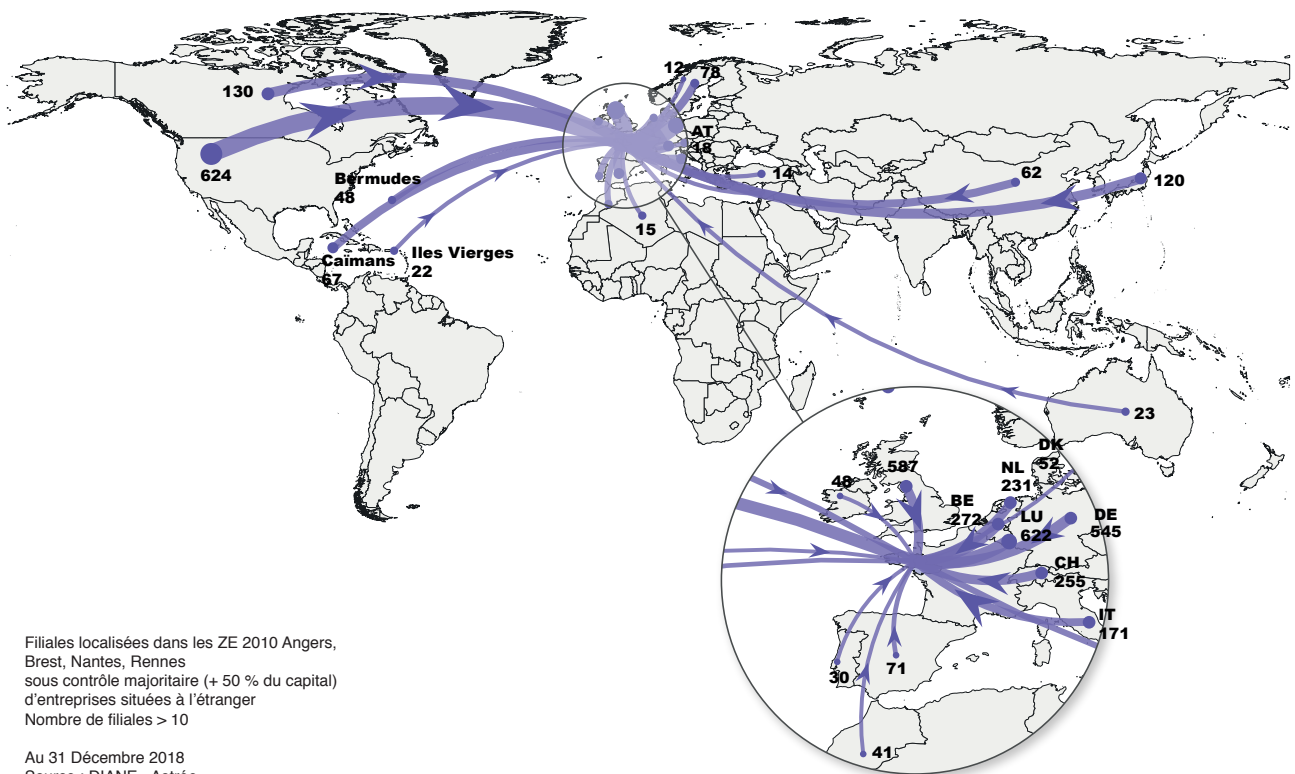 12
78
130
AT
18
624
Bermudes
48
14
62
120
15
Iles Vierges
22
Caïmans
67
23
DK
52
587
NL
231
48
BE
272
LU
622
DE
545
CH
255
IT
171
30
71
41
Filiales localisées dans les ZE 2010 Angers,
Brest, Nantes, Rennes
sous contrôle majoritaire (+ 50 % du capital)
d'entreprises situées à l'étranger
Nombre de filiales > 10
Au 31 Décembre 2018
Source : DIANE - Astrée